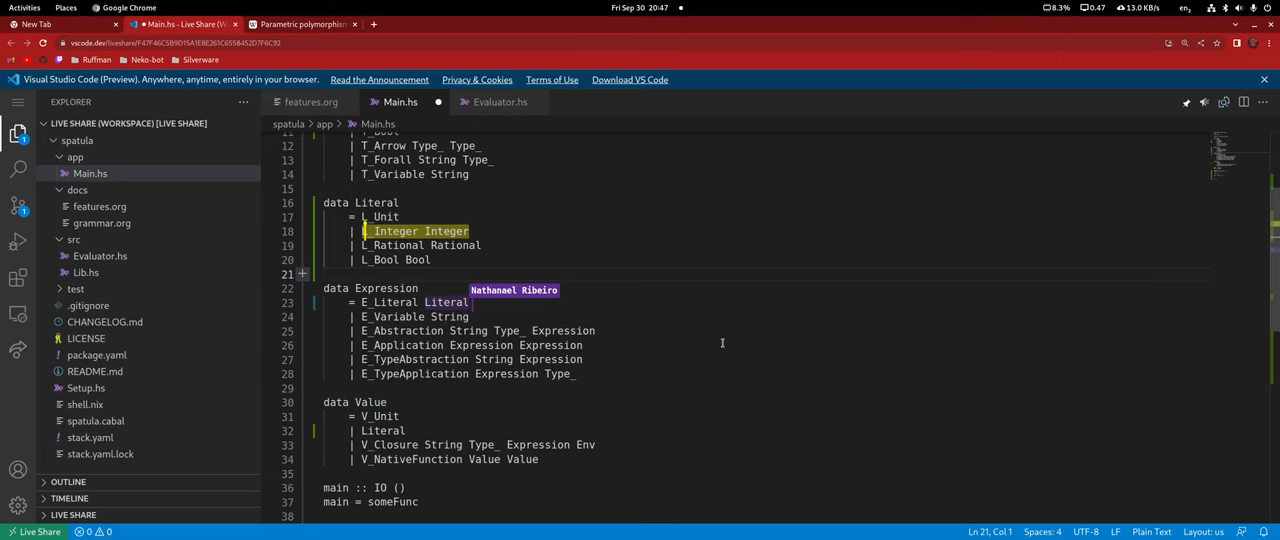 Activities Places Google Chrome Fri Sep 30 20:47 8.3% 0.47 13.0 KB/s en₂
New Tab Main.hs - Live Share (W Parametric polymorphism
vscode.dev/liveshare/F47F46C5B9D15A1E8E261C6558452D7F6C92
Ruffman Neko-bot Silverware
Visual Studio Code (Preview). Anywhere, anytime, entirely in your browser. Read the Announcement Privacy & Cookies Terms of Use Download VS Code
EXPLORER features.org Main.hs Evaluator.hs
LIVE SHARE (WORKSPACE) [LIVE SHARE] spatula app Main.hs
spatula
app
Main.hs
docs
features.org
grammar.org
src
Evaluator.hs
Lib.hs
test
.gitignore
CHANGELOG.md
LICENSE
package.yaml
README.md
Setup.hs
shell.nix
spatula.cabal
stack.yaml
stack.yaml.lock
OUTLINE
TIMELINE
SHARE
11 | T_Bool
12 | T_Arrow Type_ Type_
13 | T_Forall String Type_
14 | T_Variable String
15
16 data Literal
17 = L_Unit
18 | L_Integer Integer
19 | L_Rational Rational
20 | L_Bool Bool
21
22 data Expression
Nathanael Ribeiro
23 = E_Literal Literal
24 | E_Variable String
25 | E_Abstraction String Type_ Expression
26 | E_Application Expression Expression
27 | E_TypeAbstraction String Expression
28 | E_TypeApplication Expression Type_
29
30 data Value
31 = V_Unit
32 | Literal
33 | V_Closure String Type_ Expression Env
34 | V_NativeFunction Value Value
35
36 main :: IO ()
37 main = someFunc
38
Live Share 0 0 Ln 21, Col 1 Spaces: 4 UTF-8 LF Plain Text Layout: us